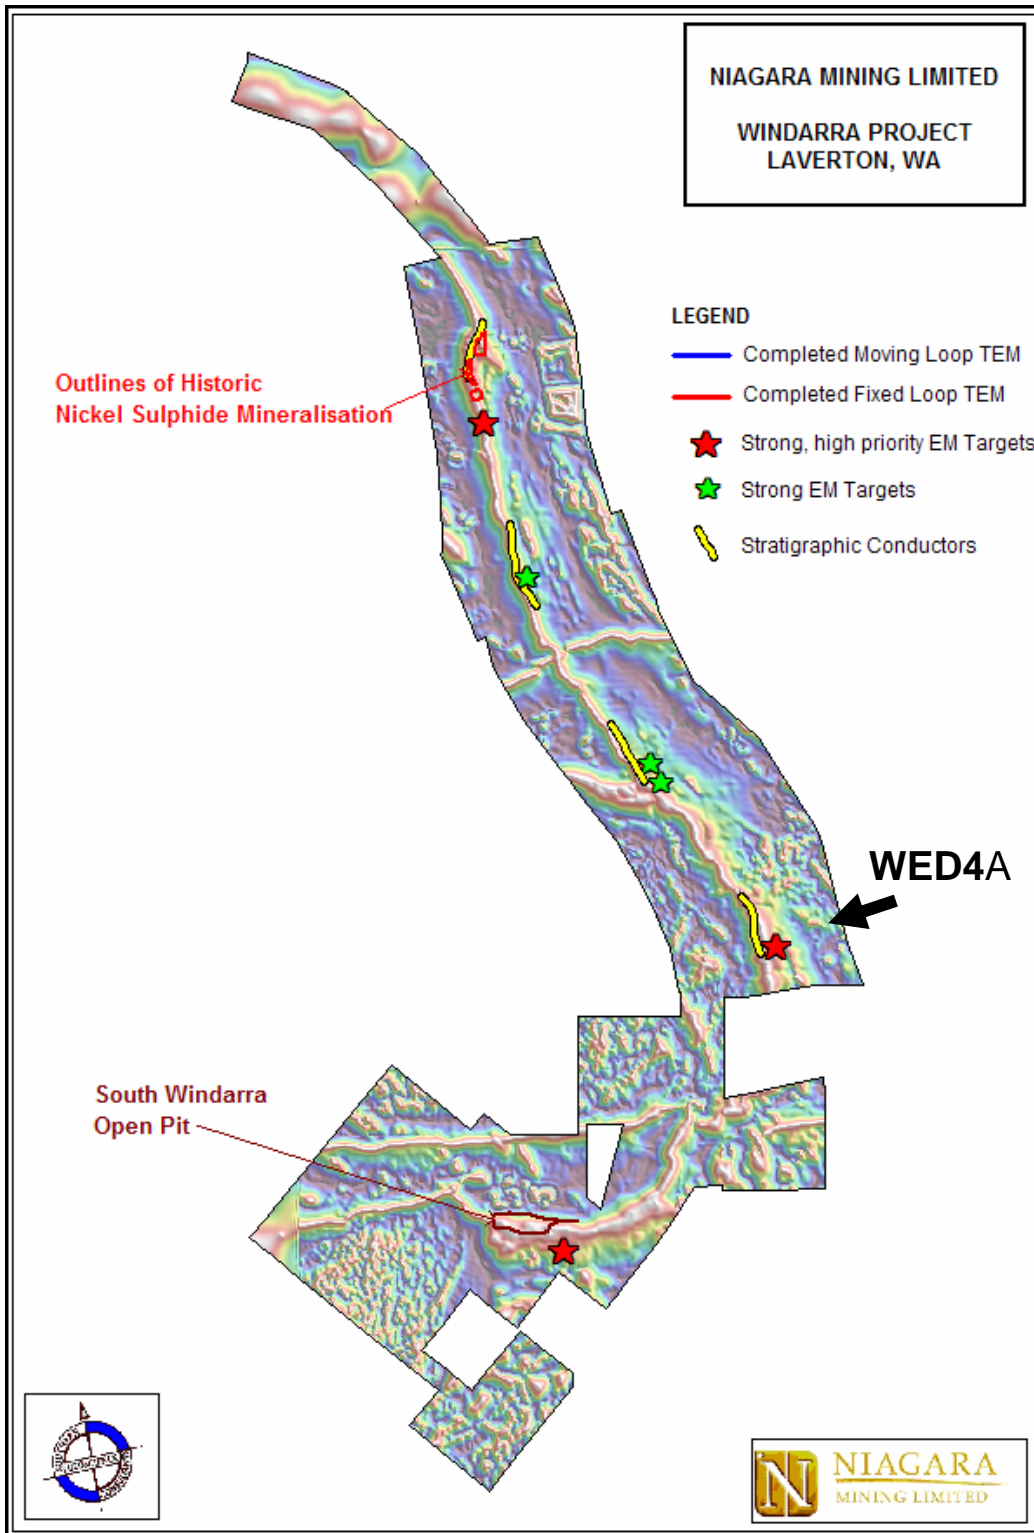 NIAGARA MINING LIMITED
WINDARRA PROJECT
LAVERTON, WA
LEGEND
Completed Moving Loop TEM
Completed Fixed Loop TEM
Strong, high priority EM Targets
Strong EM Targets
Stratigraphic Conductors
Outlines of Historic
Nickel Sulphide Mineralisation
WED4A
South Windarra
Open Pit
N NIAGARA
MINING LIMITED